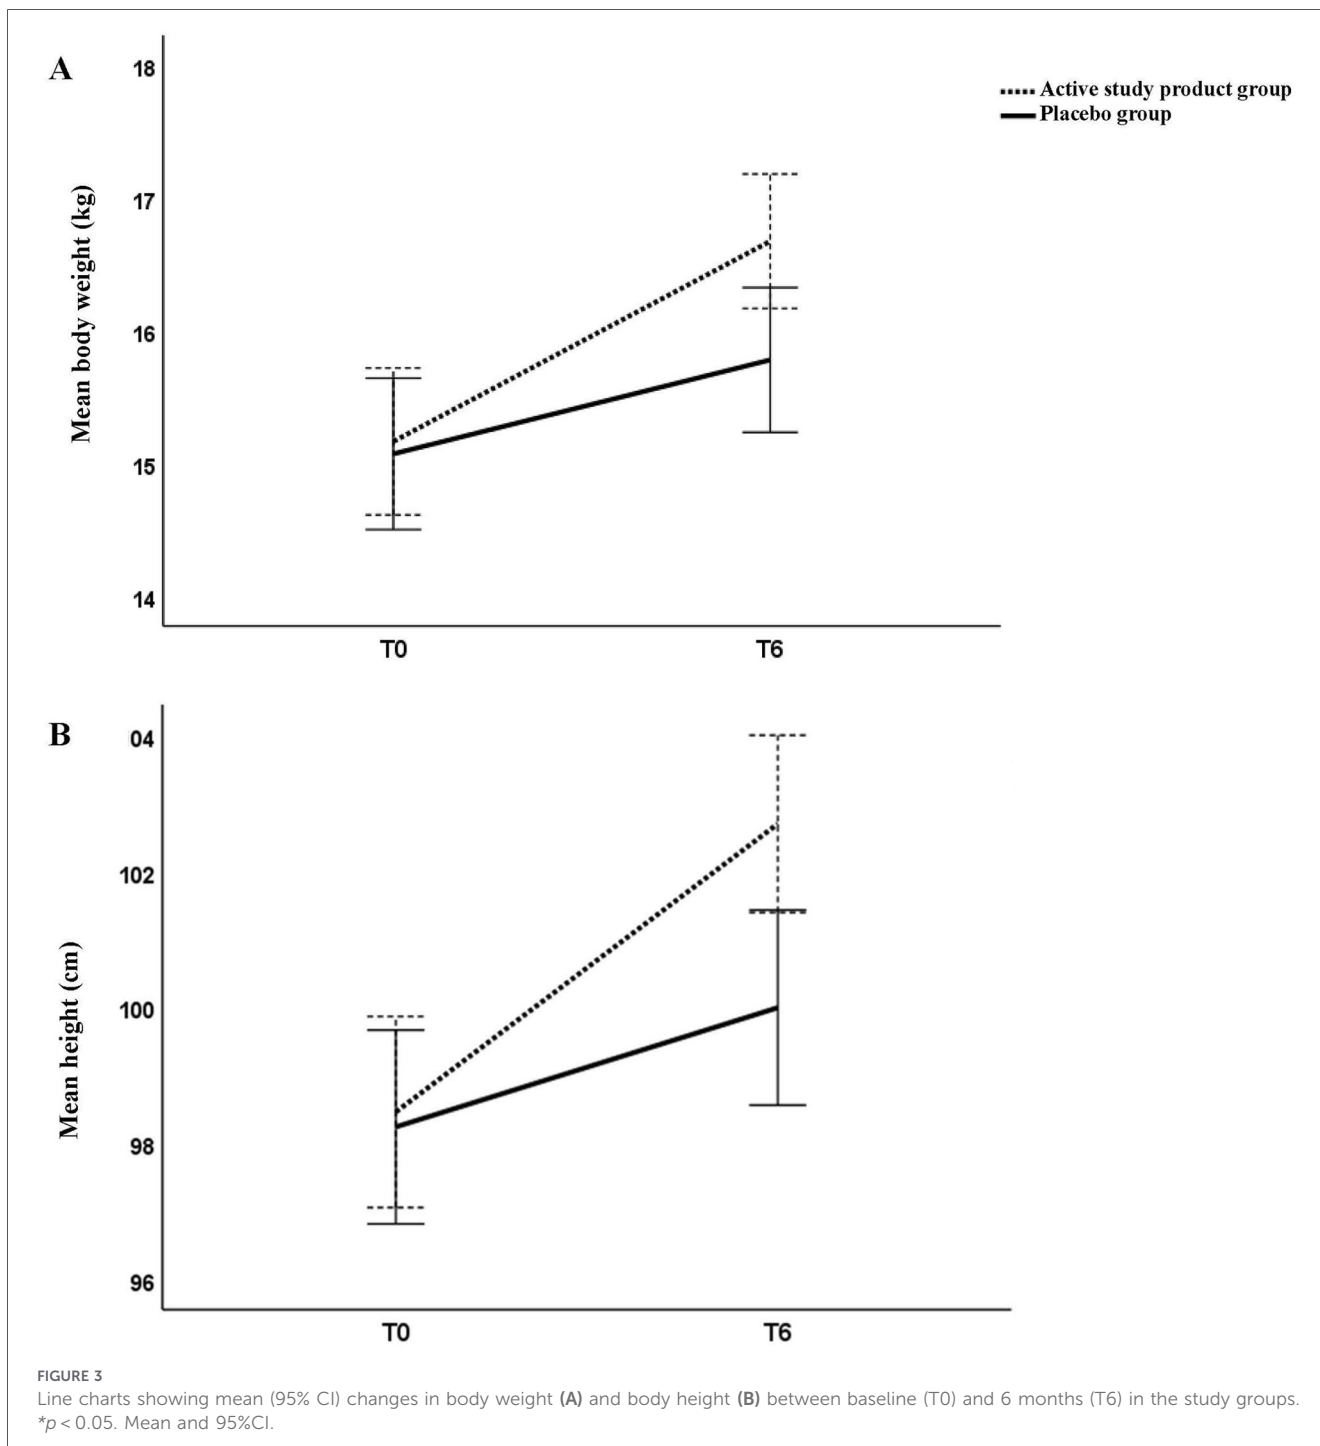 A
18
Active study product group
Placebo group
17
Mean body weight (kg)
16
15
14
T0 T6
B
04
102
Mean height (cm)
100
98
96
T0 T6
FIGURE 3
Line charts showing mean (95% CI) changes in body weight (A) and body height (B) between baseline (T0) and 6 months (T6) in the study groups.
*p < 0.05. Mean and 95%CI.